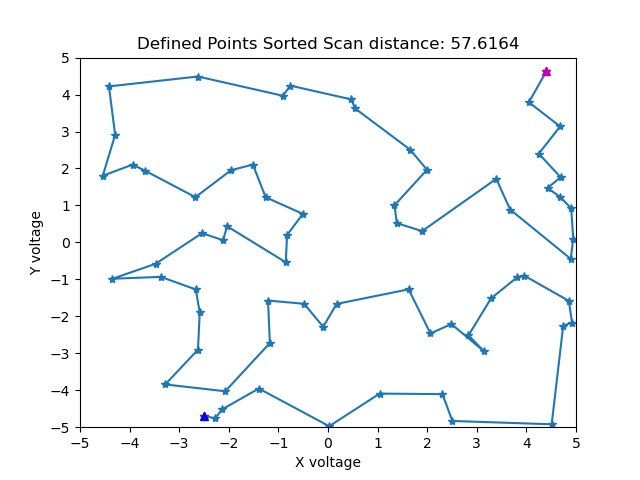 Defined Points Sorted Scan distance: 57.6164
5
4
3
2
1
0
−1
−2
−3
−4
−5
Y voltage
−5 −4 −3 −2 −1 0 1 2 3 4 5
X voltage